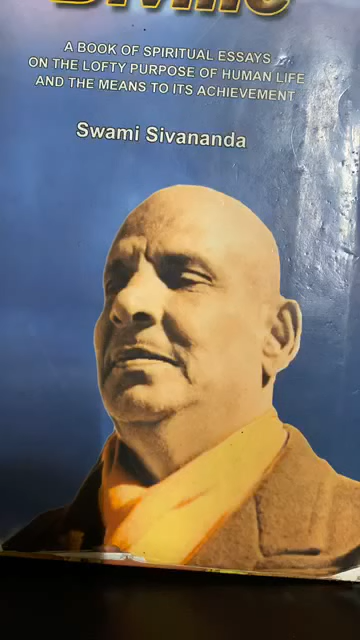 Divine
A BOOK OF SPIRITUAL ESSAYS
ON THE LOFTY PURPOSE OF HUMAN LIFE
AND THE MEANS TO ITS ACHIEVEMENT
Swami Sivananda